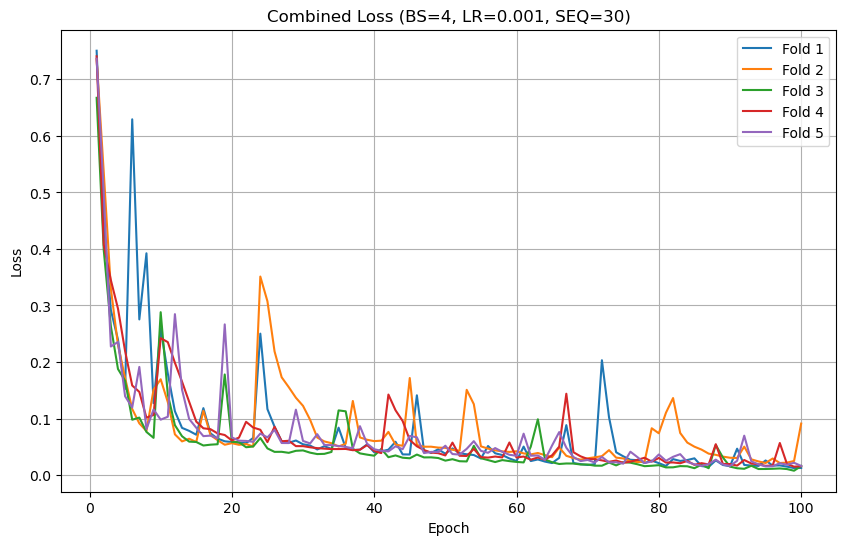 Combined Loss (BS=4, LR=0.001, SEQ=30)
Fold 1
Fold 2
Fold 3
Fold 4
Fold 5
Loss
0.7
0.6
0.5
0.4
0.3
0.2
0.1
0.0
0 20 40 60 80 100
Epoch